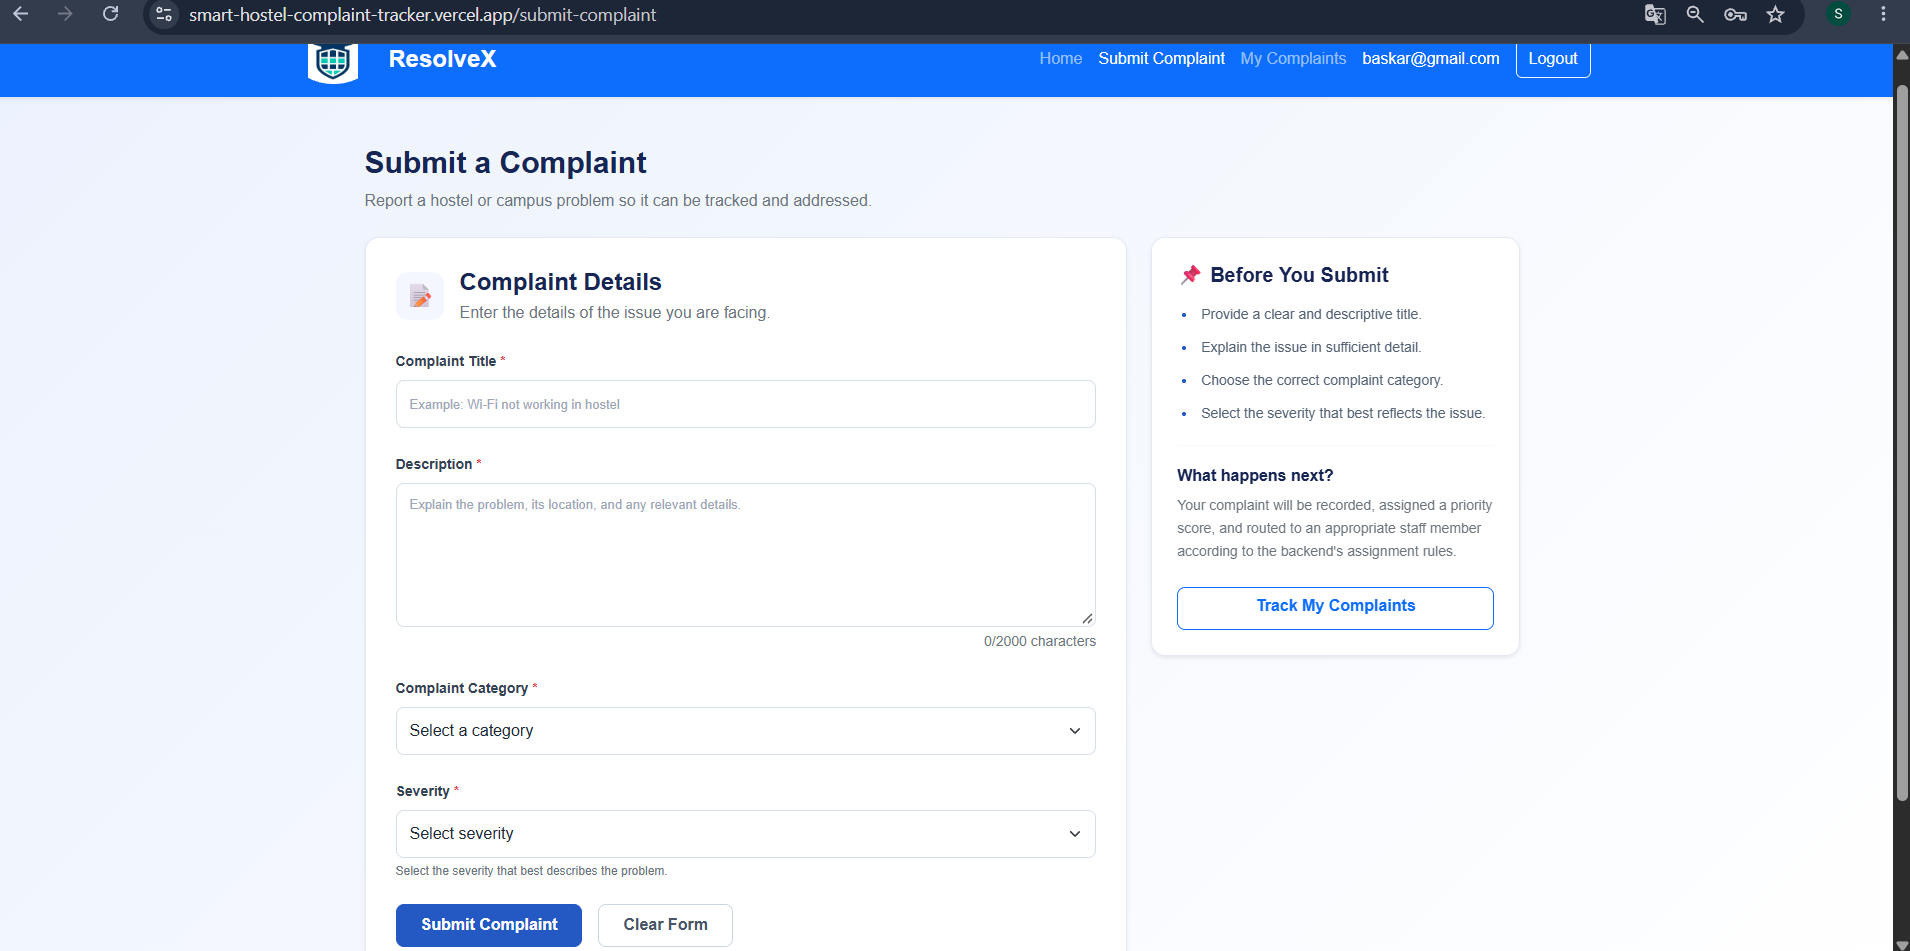 smart-hostel-complaint-tracker.vercel.app/submit-complaint
S
ResolveX
Home
Submit Complaint
My Complaints
baskar@gmail.com
Logout
Submit a Complaint
Report a hostel or campus problem so it can be tracked and addressed.
Complaint Details
Enter the details of the issue you are facing.
Complaint Title *
Example: Wi-Fi not working in hostel
Description *
Explain the problem, its location, and any relevant details.
0/2000 characters
Complaint Category *
Select a category
Severity *
Select severity
Select the severity that best describes the problem.
Submit Complaint
Clear Form
Before You Submit
Provide a clear and descriptive title.
Explain the issue in sufficient detail.
Choose the correct complaint category.
Select the severity that best reflects the issue.
What happens next?
Your complaint will be recorded, assigned a priority
score, and routed to an appropriate staff member
according to the backend's assignment rules.
Track My Complaints